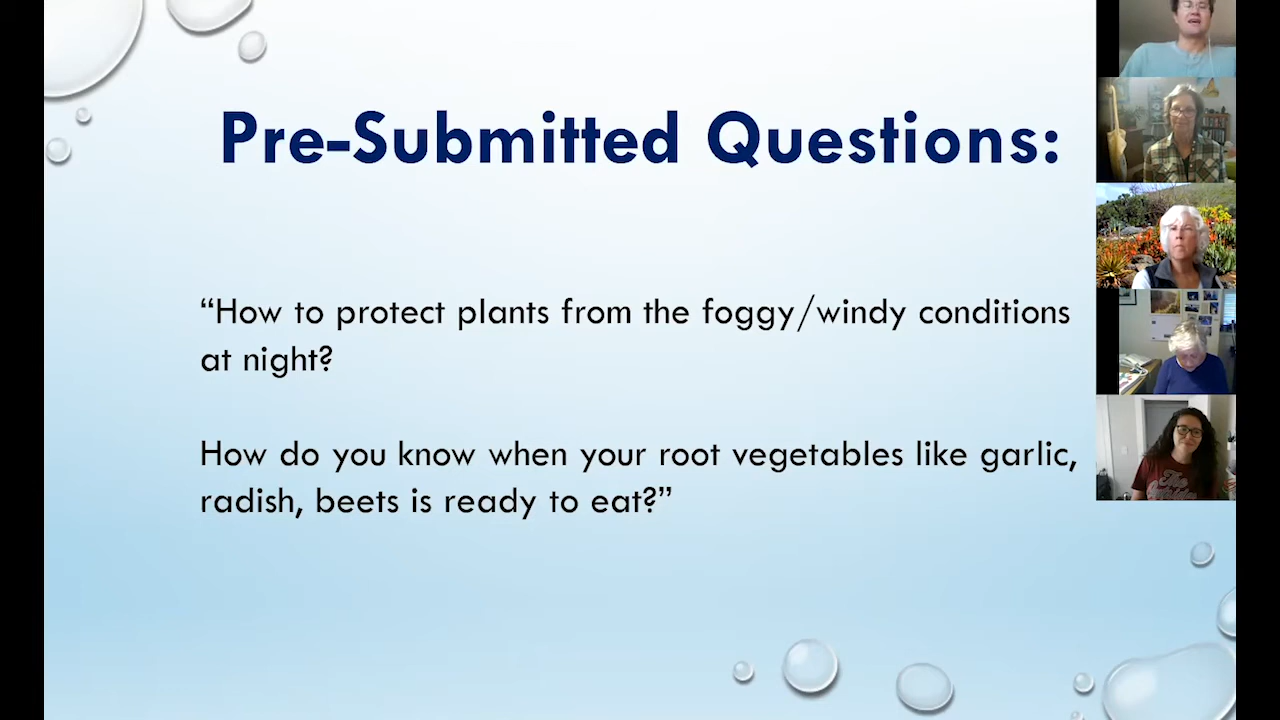 Pre-Submitted Questions:
“How to protect plants from the foggy/windy conditions
at night?
How do you know when your root vegetables like garlic,
radish, beets is ready to eat?”